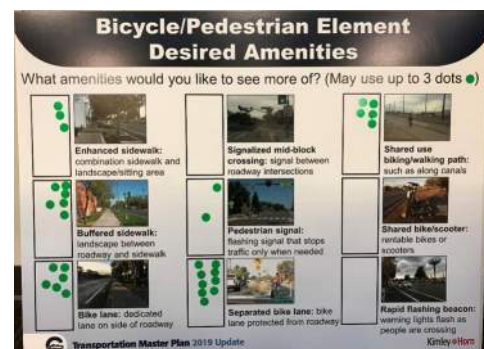 Bicycle/Pedestrian Element
Desired Amenities
What amenities would you like to see more of? (May use up to 3 dots ●)
Enhanced sidewalk:
combination sidewalk and
landscape/sitting area
Signalized mid-block
crossing: signal between
roadway intersections
Shared use
biking/walking path:
such as along canals
Buffered sidewalk:
landscape between
roadway and sidewalk
Pedestrian signal:
flashing signal that stops
traffic only when needed
Shared bike/scooter:
rentable bikes or
scooters
Bike lane: dedicated
lane on side of roadway
Separated bike lane: bike
lane protected from roadway
Rapid flashing beacon:
warning lights flash as
people are crossing
Transportation Master Plan 2019 Update
Kimley»Horn